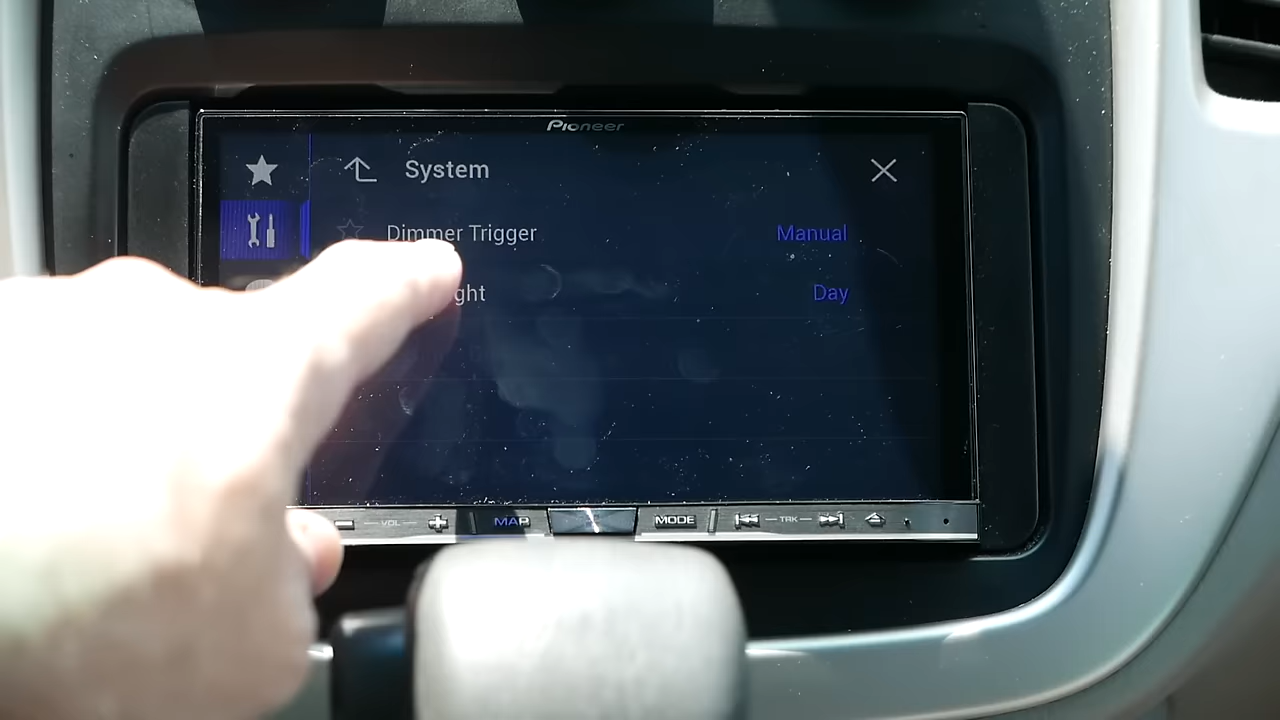 Pioneer
System
Dimmer Trigger Manual
ght Day
VOL MAP MODE TRK